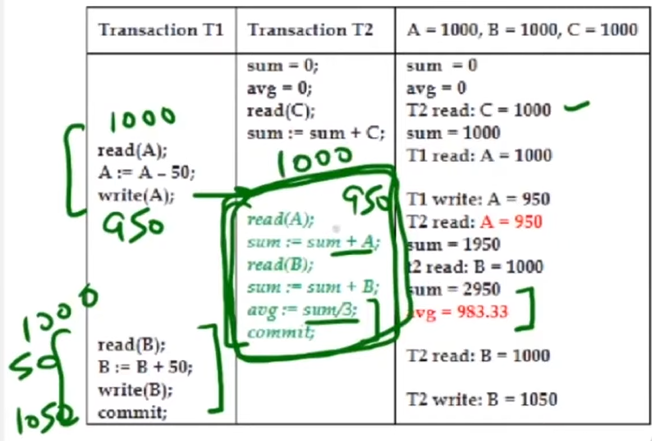 Transaction T1 Transaction T2 A = 1000, B = 1000, C = 1000
sum = 0; sum = 0
avg = 0; avg = 0
read(C); T2 read: C = 1000
1000 sum := sum + C; sum = 1000
read(A); T1 read: A = 1000
A := A – 50; 1000
write(A); T1 write: A = 950
950 950
read(A); T2 read: A = 950
sum := sum + A; sum = 1950
read(B); t2 read: B = 1000
sum := sum + B; sum = 2950
avg := sum/3; avg = 983.33
commit;
1000
read(B); T2 read: B = 1000
50 B := B + 50;
write(B); T2 write: B = 1050
1050 commit;